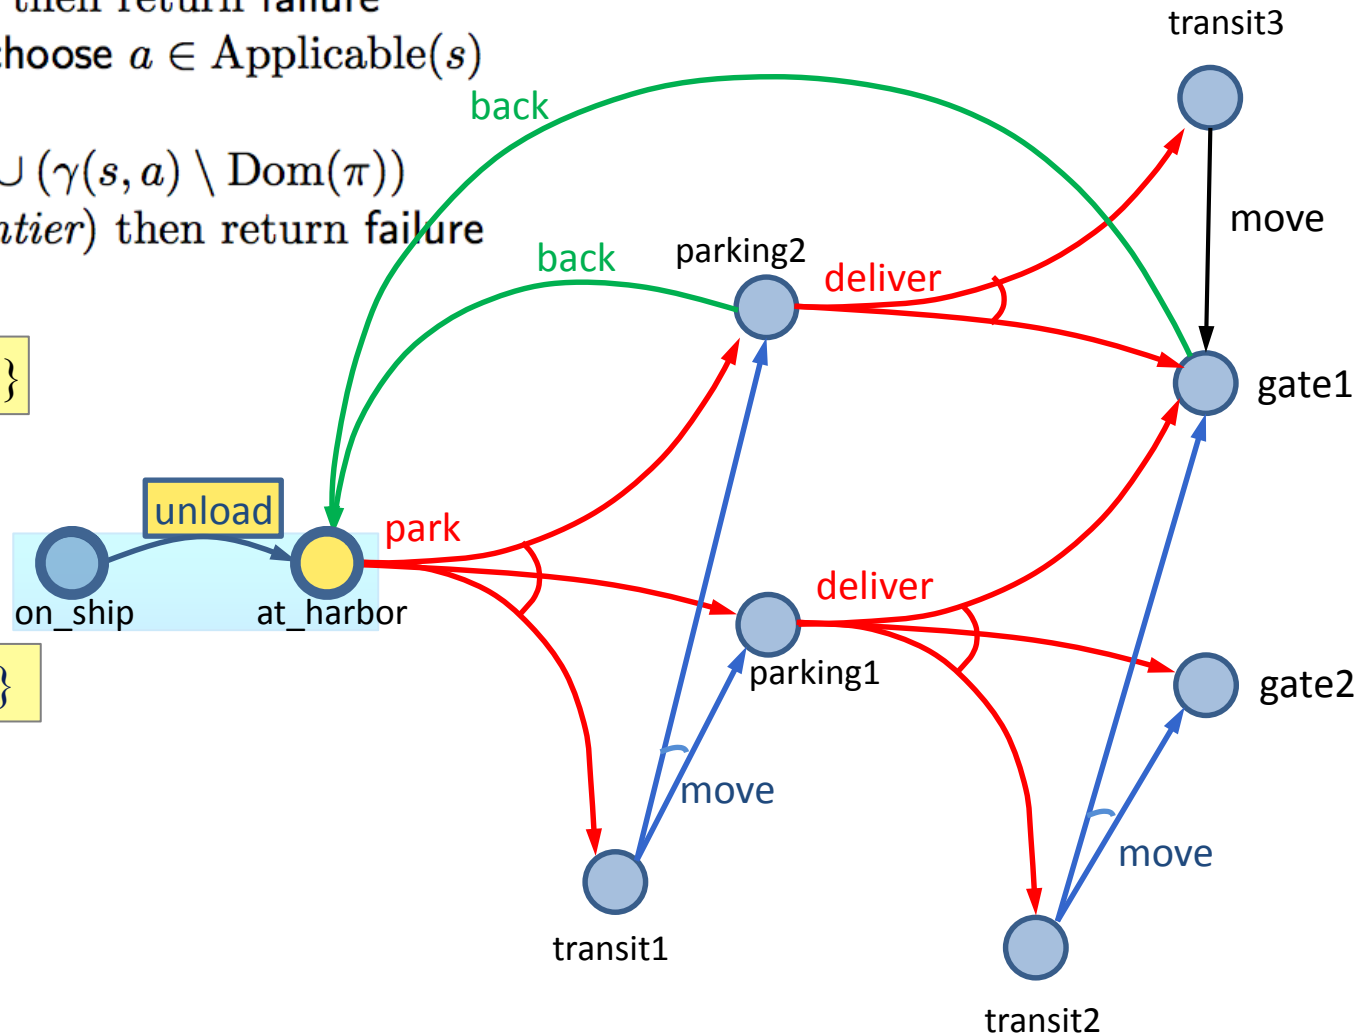 then return failure
choose a ∈ Applicable(s)
∪ (γ(s, a) \ Dom(π))
ntier) then return failure
}
}
transit3
back
move
back
parking2
deliver
gate1
unload
park
on_ship
at_harbor
deliver
parking1
gate2
move
move
transit1
transit2